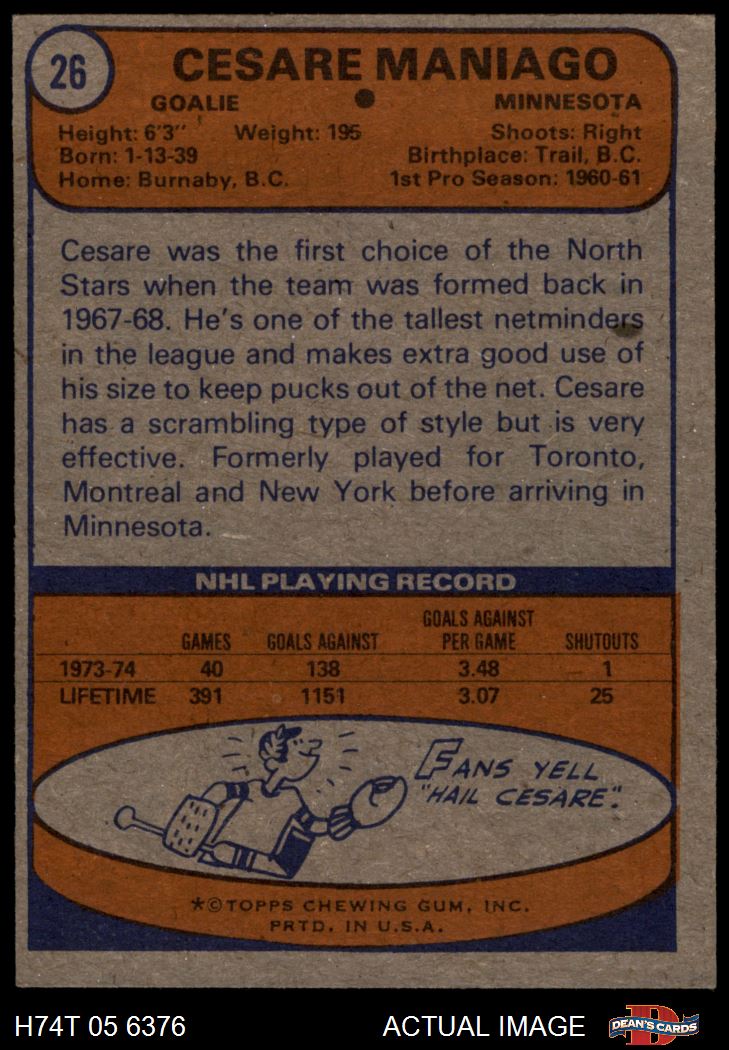 26
CESARE MANIAGO
GOALIE MINNESOTA
Height: 6'3" Weight: 195 Shoots: Right
Born: 1-13-39 Birthplace: Trail, B.C.
Home: Burnaby, B.C. 1st Pro Season: 1960-61
Cesare was the first choice of the North
Stars when the team was formed back in
1967-68. He's one of the tallest netminders
in the league and makes extra good use of
his size to keep pucks out of the net. Cesare
has a scrambling type of style but is very
effective. Formerly played for Toronto,
Montreal and New York before arriving in
Minnesota.
NHL PLAYING RECORD
GAMES GOALS AGAINST GOALS AGAINST PER GAME SHUTOUTS
1973-74 40 138 3.48 1
LIFETIME 391 1151 3.07 25
FANS YELL
"HAIL CESARE".
*©TOPPS CHEWING GUM, INC.
PRTD. IN U.S.A.
H74T 05 6376 ACTUAL IMAGE DEAN'S CARDS